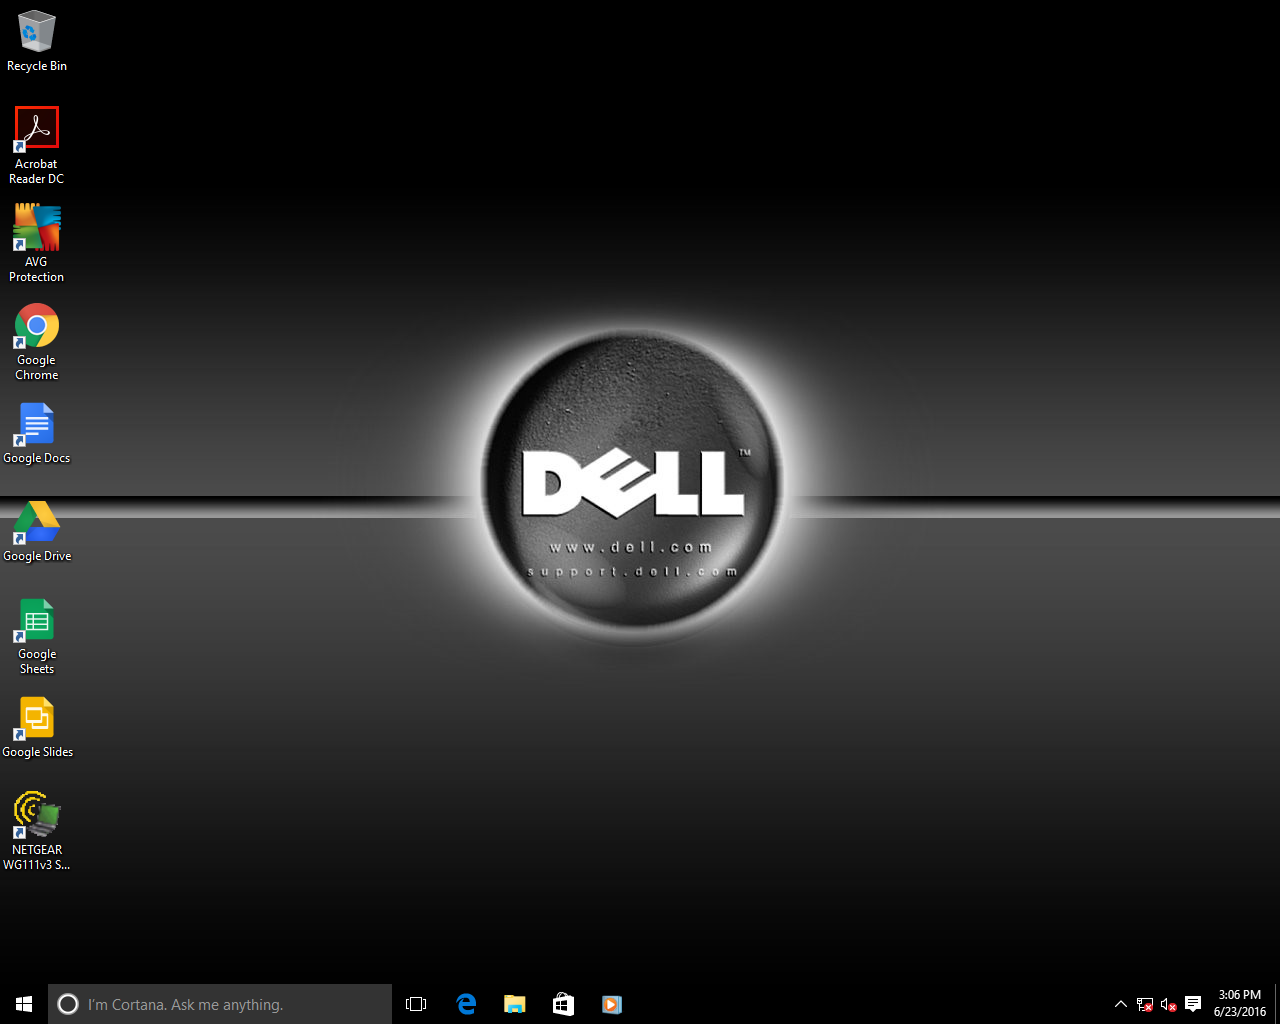 Recycle Bin
Acrobat
Reader DC
AVG
Protection
Google
Chrome
Google Docs
Google Drive
Google
Sheets
Google Slides
NETGEAR
WG111v3 S...
DELL™
www.dell.com
support.dell.com
I'm Cortana. Ask me anything.
3:06 PM
6/23/2016